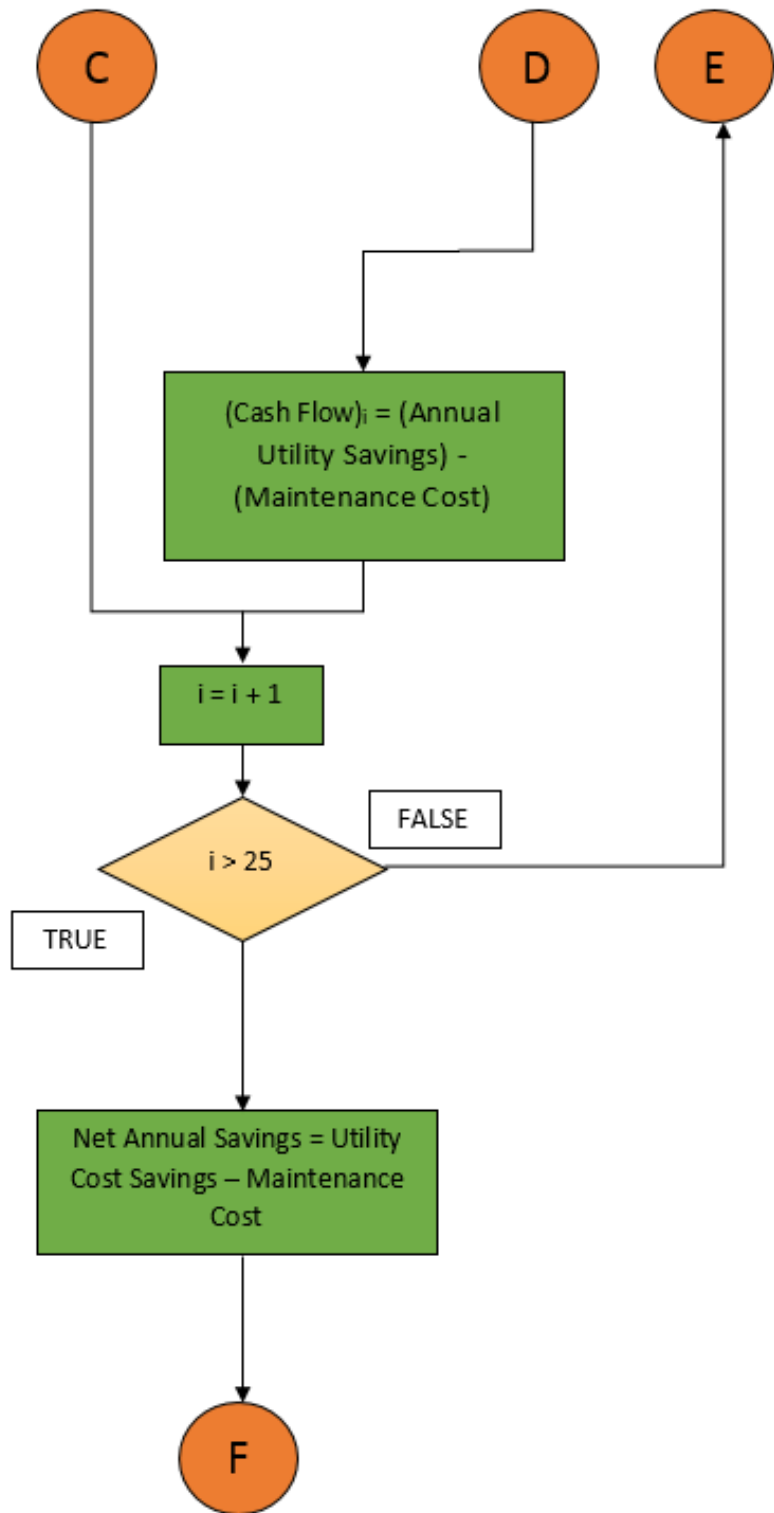 C
D
E
(Cash Flow)ᵢ = (Annual
Utility Savings) -
(Maintenance Cost)
i = i + 1
FALSE
i > 25
TRUE
Net Annual Savings = Utility
Cost Savings – Maintenance
Cost
F